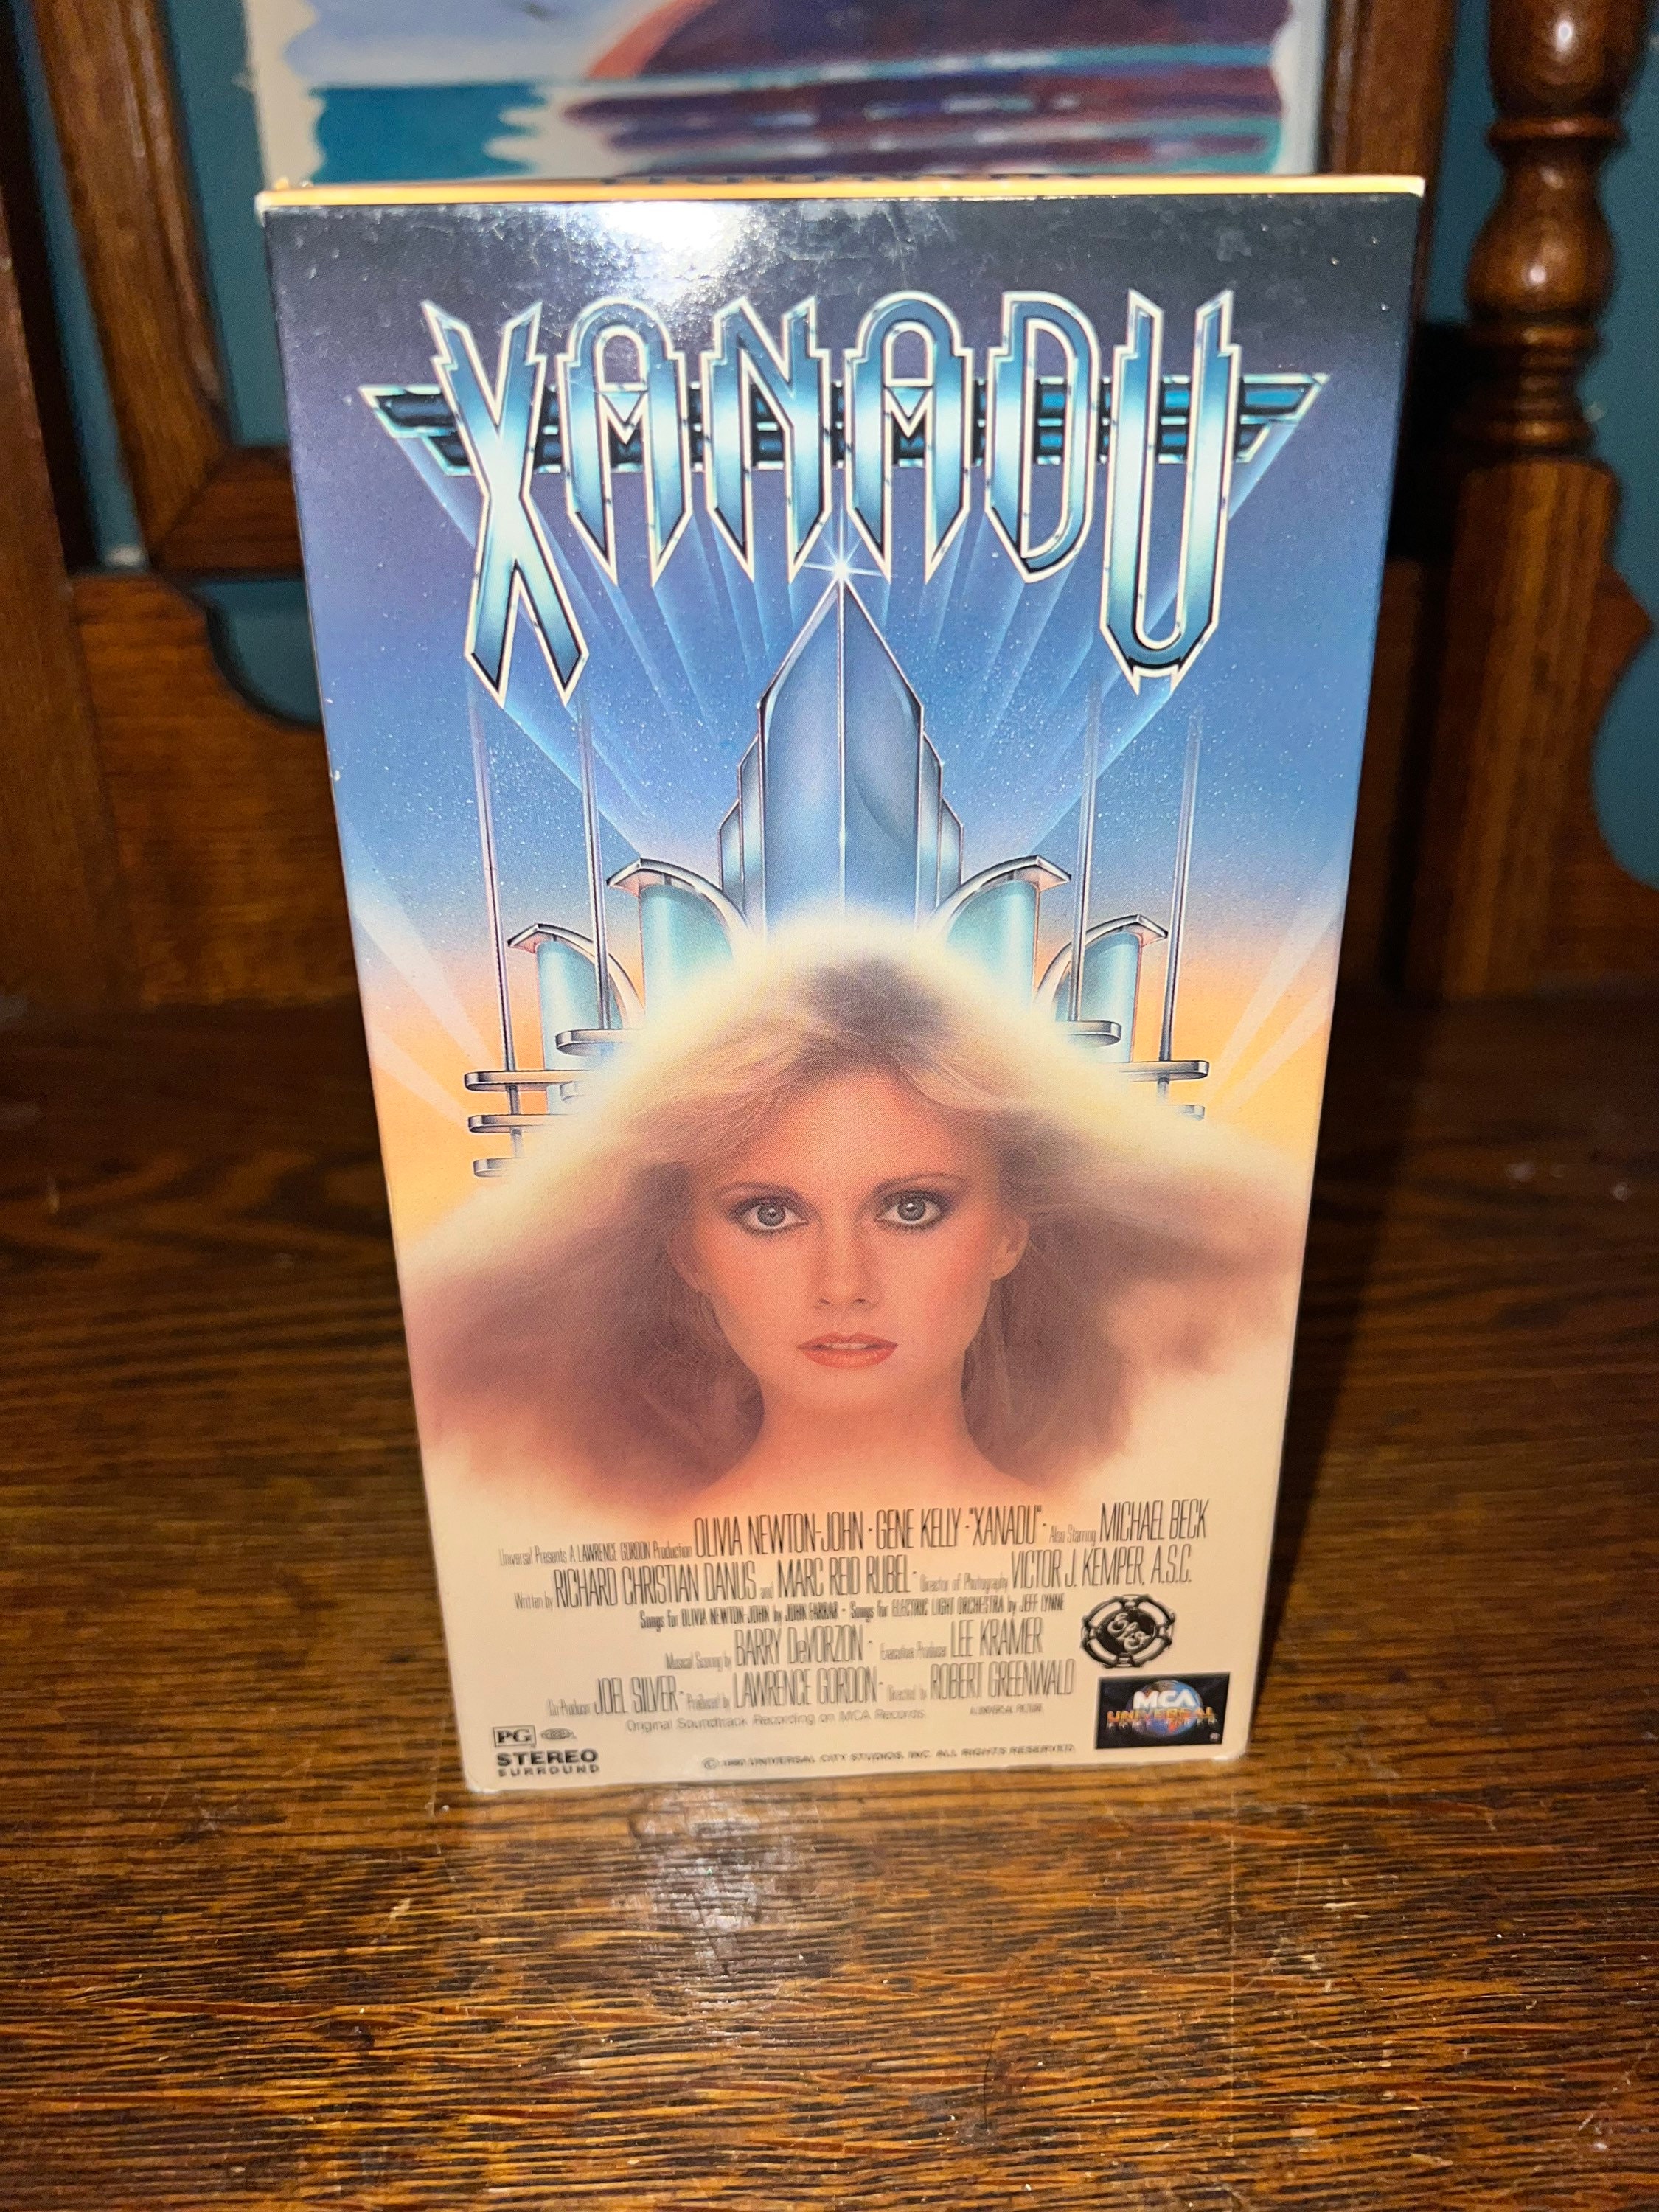 XANADU
Universal Presents A LAWRENCE GORDON Production OLIVIA NEWTON-JOHN · GENE KELLY · "XANADU" · Also Starring MICHAEL BECK
Written by RICHARD CHRISTIAN DANUS and MARC REID RUBEL · Director of Photography VICTOR J. KEMPER, A.S.C.
Songs for OLIVIA NEWTON-JOHN by JOHN FARRAR · Songs for ELECTRIC LIGHT ORCHESTRA by JEFF LYNNE
Musical Scoring by BARRY DeVORZON · Executive Producer LEE KRAMER
Co Producer JOEL SILVER · Produced by LAWRENCE GORDON · Directed by ROBERT GREENWALD
Original Soundtrack Recording on MCA Records
A UNIVERSAL PICTURE
MCA
UNIVERSAL
PG
STEREO
SURROUND
© UNIVERSAL CITY STUDIOS, INC. ALL RIGHTS RESERVED.